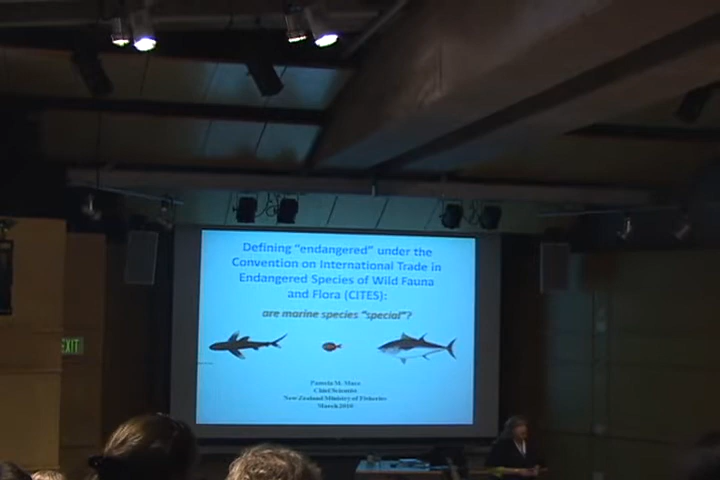 Defining "endangered" under the
Convention on International Trade in
Endangered Species of Wild Fauna
and Flora (CITES):
are marine species "special"?
EXIT
Pamela M. Mace
Chief Scientist
New Zealand Ministry of Fisheries
March 2010